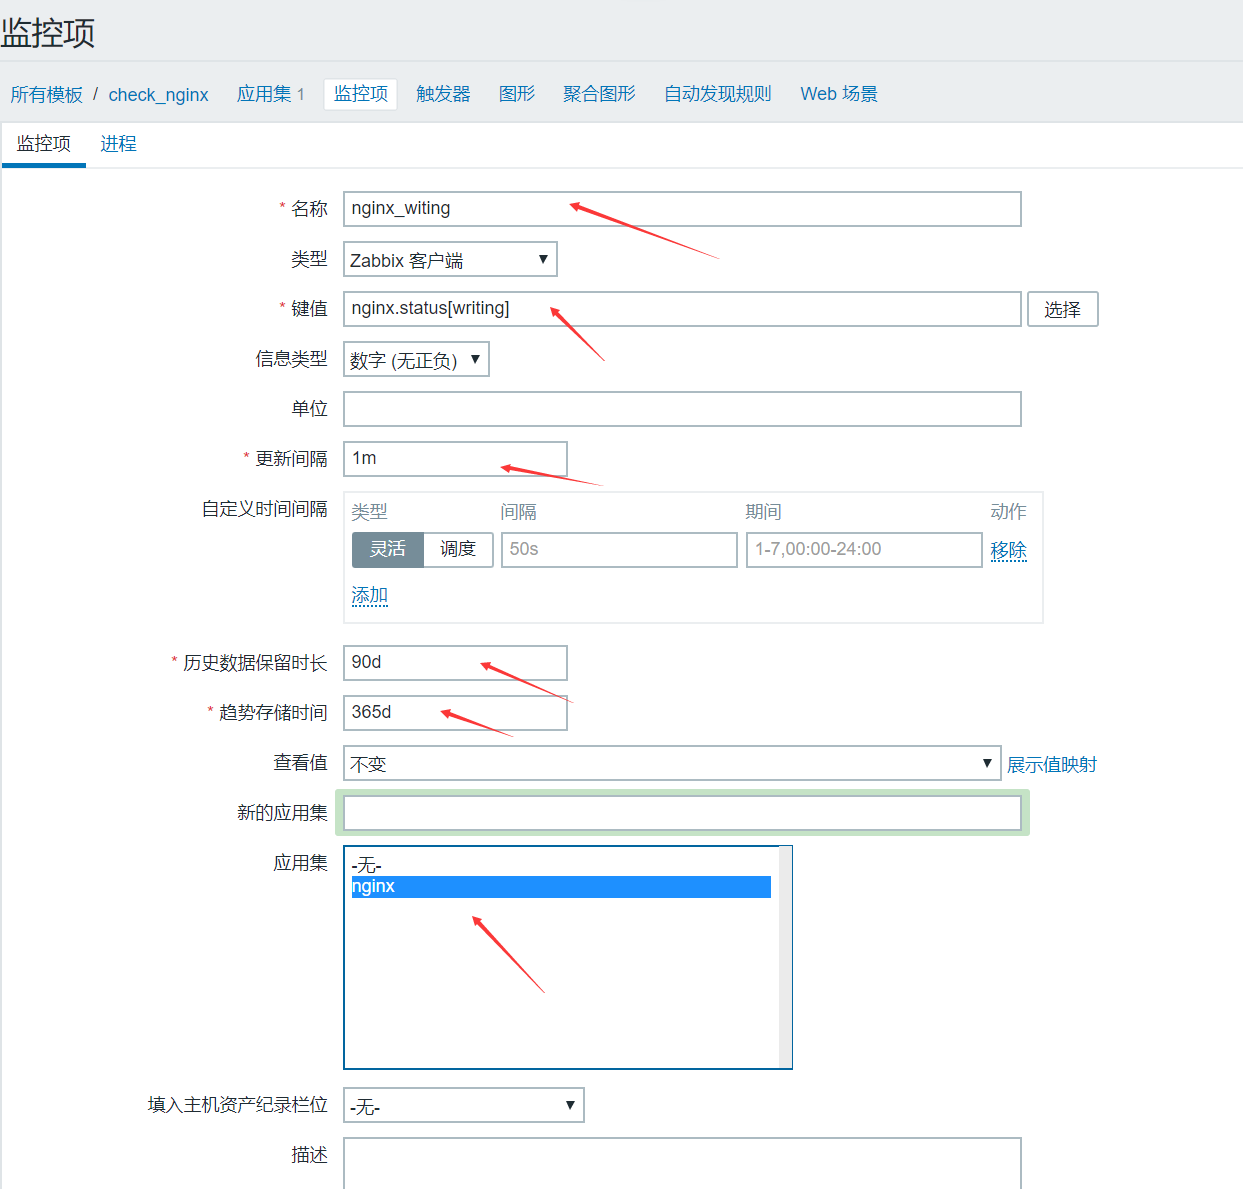 监控项
所有模板 / check_nginx 应用集 1 监控项 触发器 图形 聚合图形 自动发现规则 Web 场景
监控项 进程
* 名称 nginx_witing
类型 Zabbix 客户端 ▼
* 键值 nginx.status[writing] 选择
信息类型 数字 (无正负) ▼
单位
* 更新间隔 1m
自定义时间间隔 类型 间隔 期间 动作
灵活 调度 50s 1-7,00:00-24:00 移除
添加
* 历史数据保留时长 90d
* 趋势存储时间 365d
查看值 不变 ▼ 展示值映射
新的应用集
应用集 -无-
nginx
填入主机资产纪录栏位 -无- ▼
描述